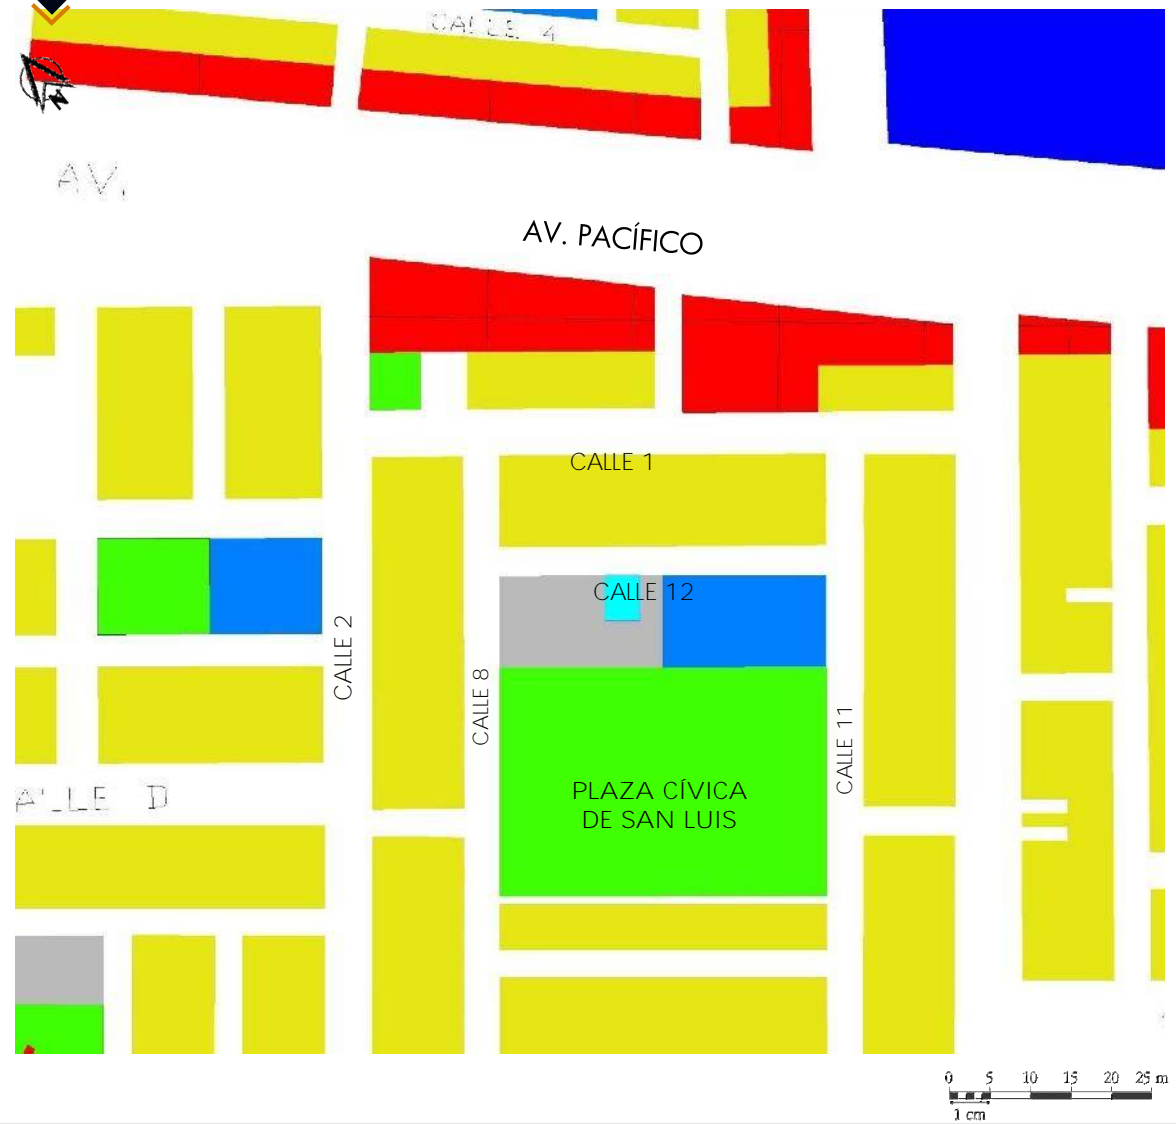 CALLE 4
N
AV.
AV. PACÍFICO
CALLE 1
CALLE 12
CALLE 2
CALLE 8
CALLE 11
PLAZA CÍVICA
DE SAN LUIS
ALLE D
0 5 10 15 20 25 m
1 cm